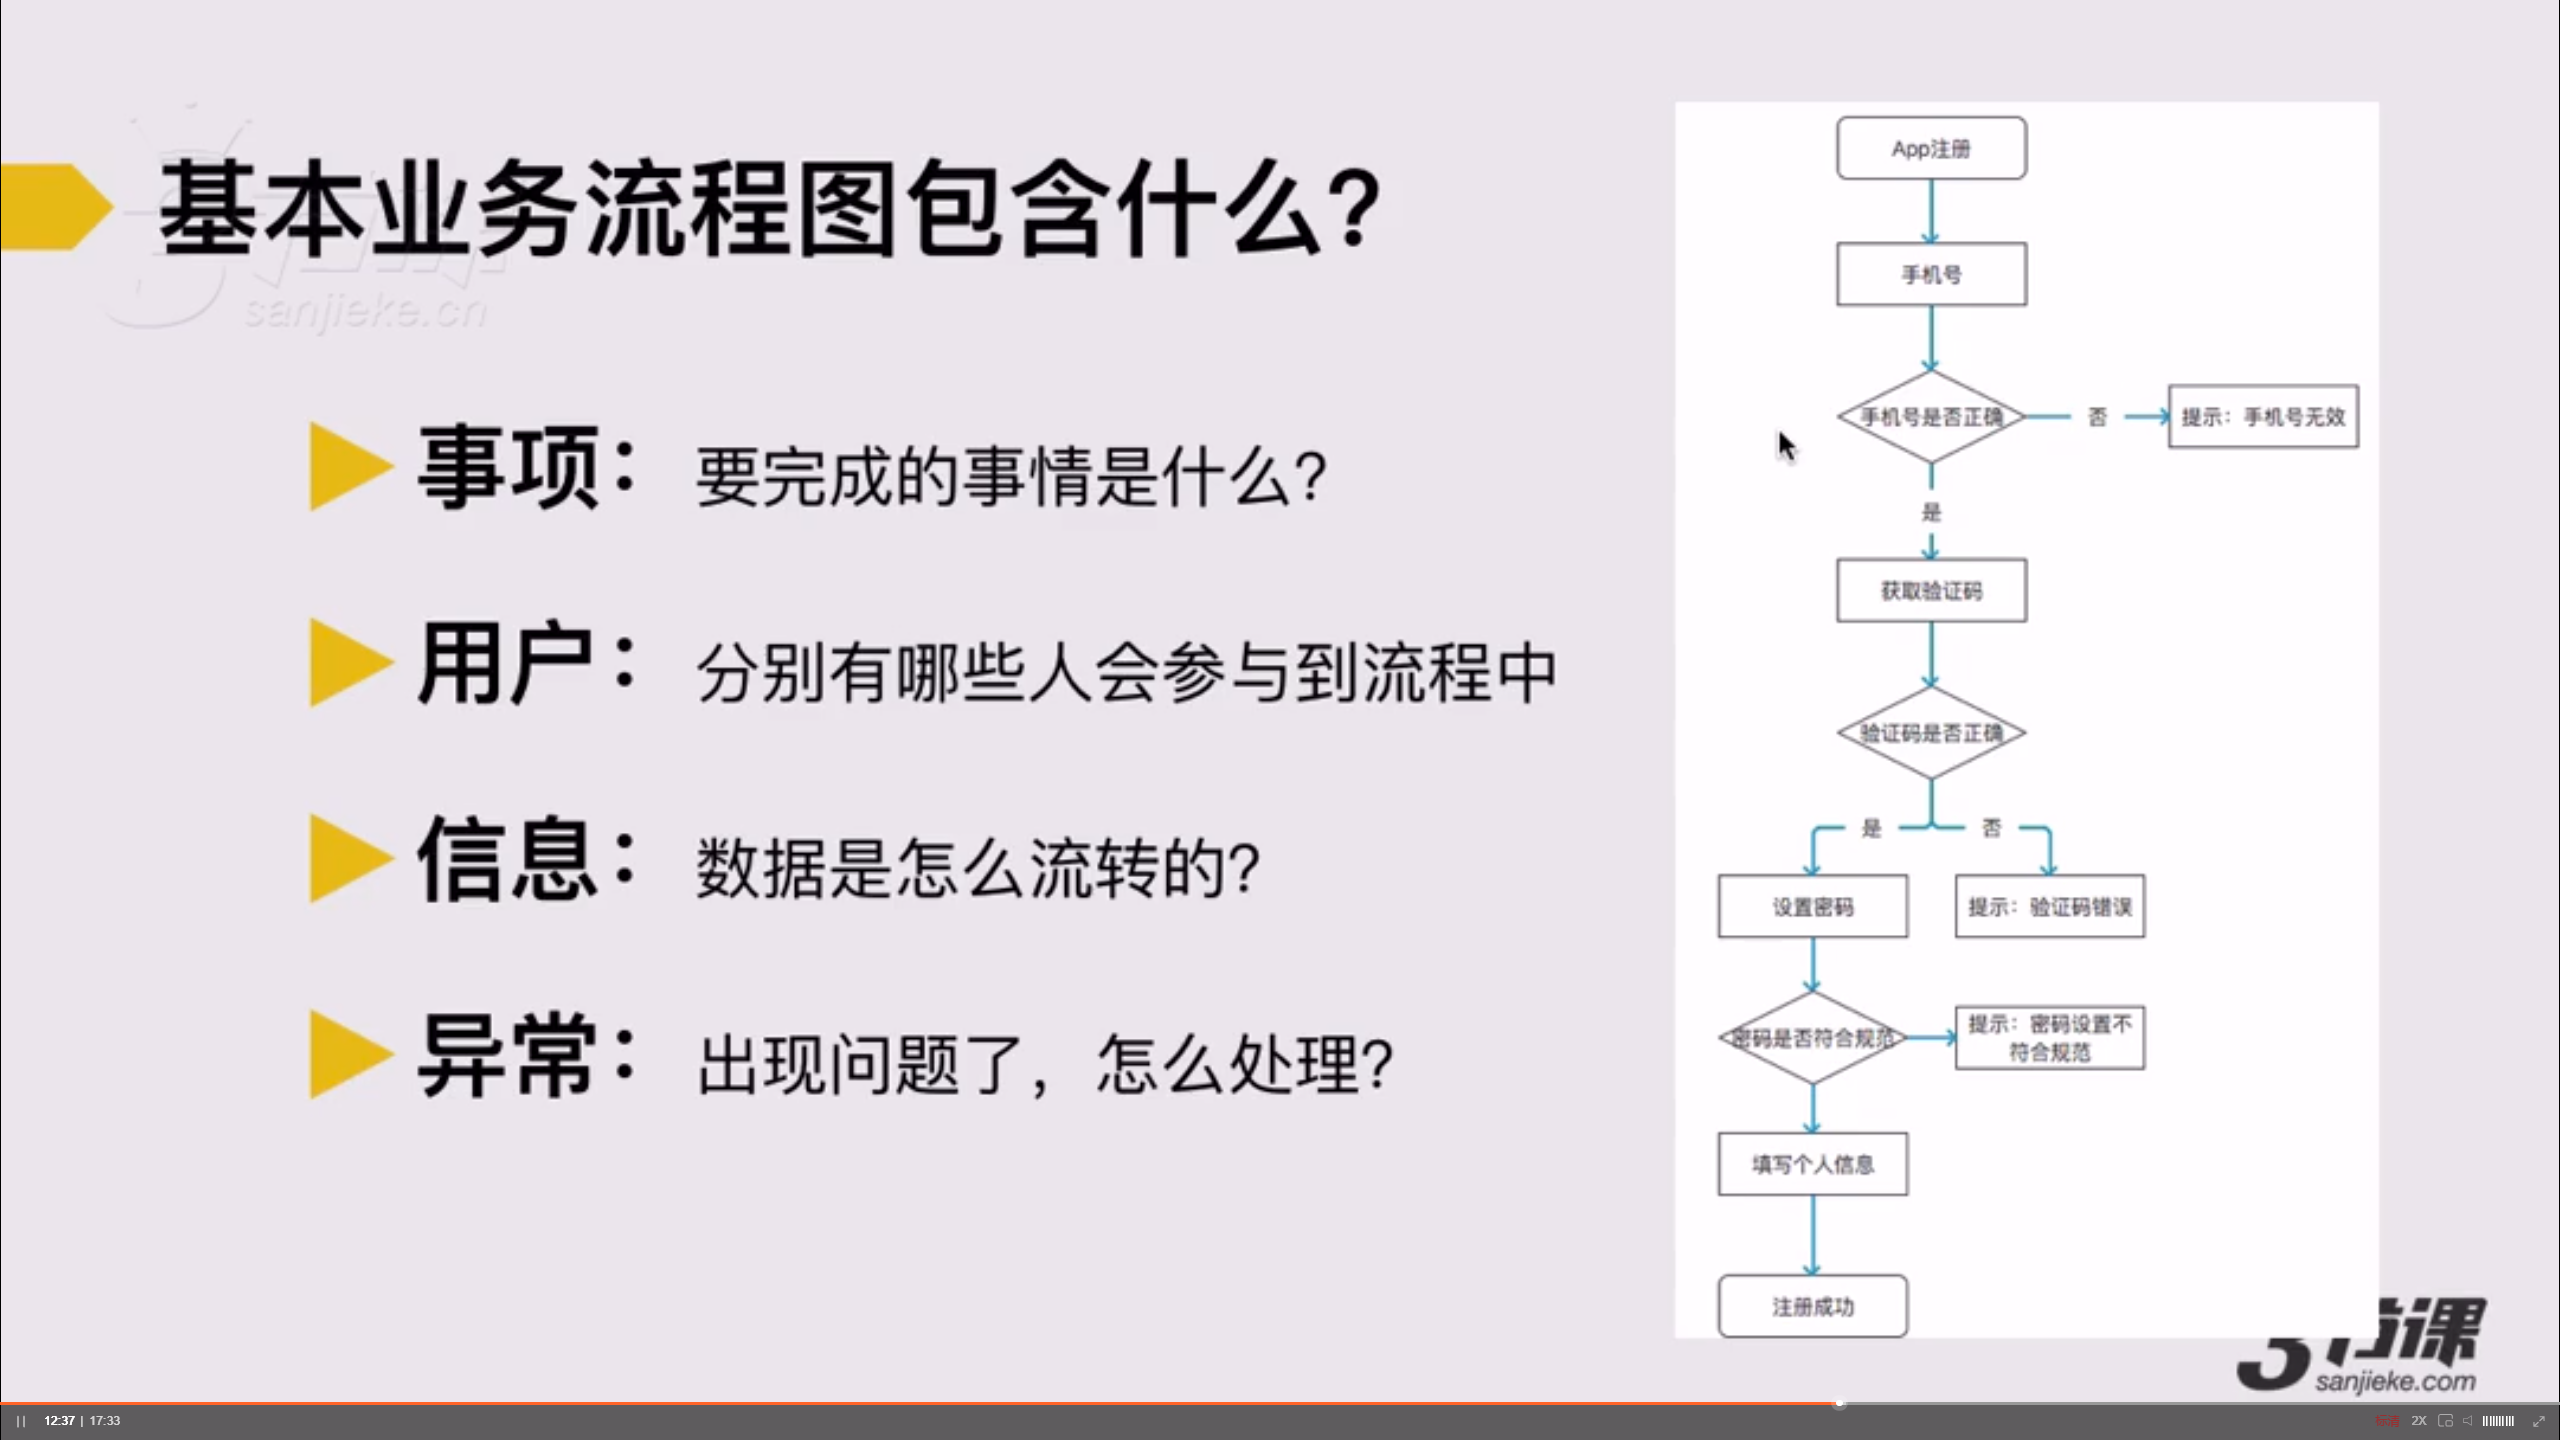 基本业务流程图包含什么?
sanjieke.cn
事项：要完成的事情是什么?
用户：分别有哪些人会参与到流程中
信息：数据是怎么流转的?
异常：出现问题了，怎么处理?
App注册
手机号
手机号是否正确
否
提示：手机号无效
是
获取验证码
验证码是否正确
是
否
设置密码
提示：验证码错误
密码是否符合规范
提示：密码设置不
符合规范
填写个人信息
注册成功
3节课
sanjieke.com
12:37 | 17:33
2X